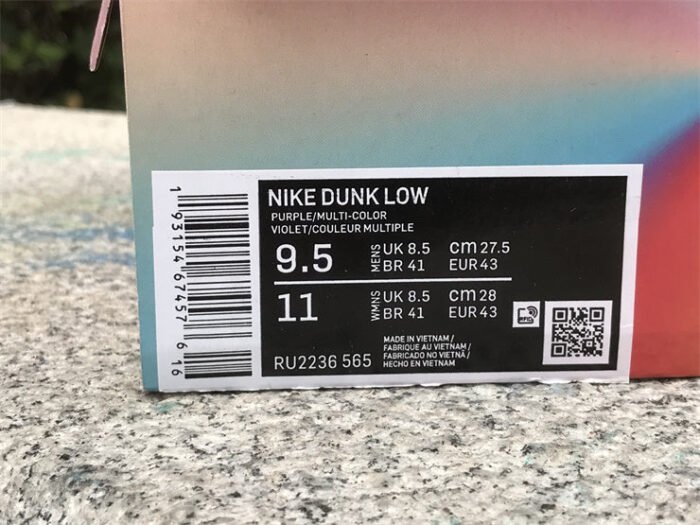 1 93154 67457 6 16
NIKE DUNK LOW
PURPLE/MULTI-COLOR
VIOLET/COULEUR MULTIPLE
9.5 MENS UK 8.5 cm 27.5
BR 41 EUR 43
11 WMNS UK 8.5 cm 28
BR 41 EUR 43
RU2236 565
MADE IN VIETNAM /
FABRIQUE AU VIETNAM /
FABRICADO NO VIETNÃ /
HECHO EN VIETNAM